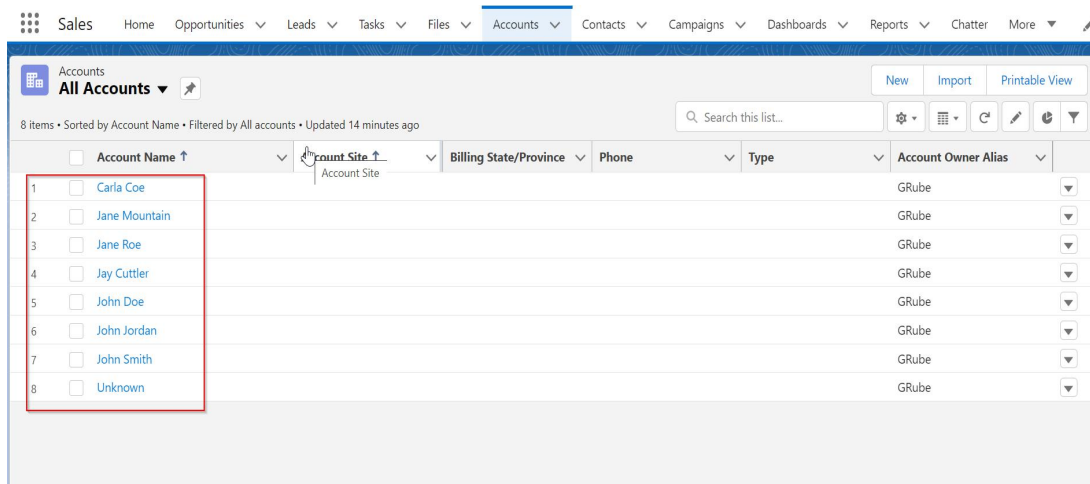 Sales Home Opportunities Leads Tasks Files Accounts Contacts Campaigns Dashboards Reports Chatter More
Accounts
All Accounts
New Import Printable View
8 items • Sorted by Account Name • Filtered by All accounts • Updated 14 minutes ago
Search this list...
Account Name ↑ Account Site ↑ Billing State/Province Phone Type Account Owner Alias
Account Site
1 Carla Coe GRube
2 Jane Mountain GRube
3 Jane Roe GRube
4 Jay Cuttler GRube
5 John Doe GRube
6 John Jordan GRube
7 John Smith GRube
8 Unknown GRube